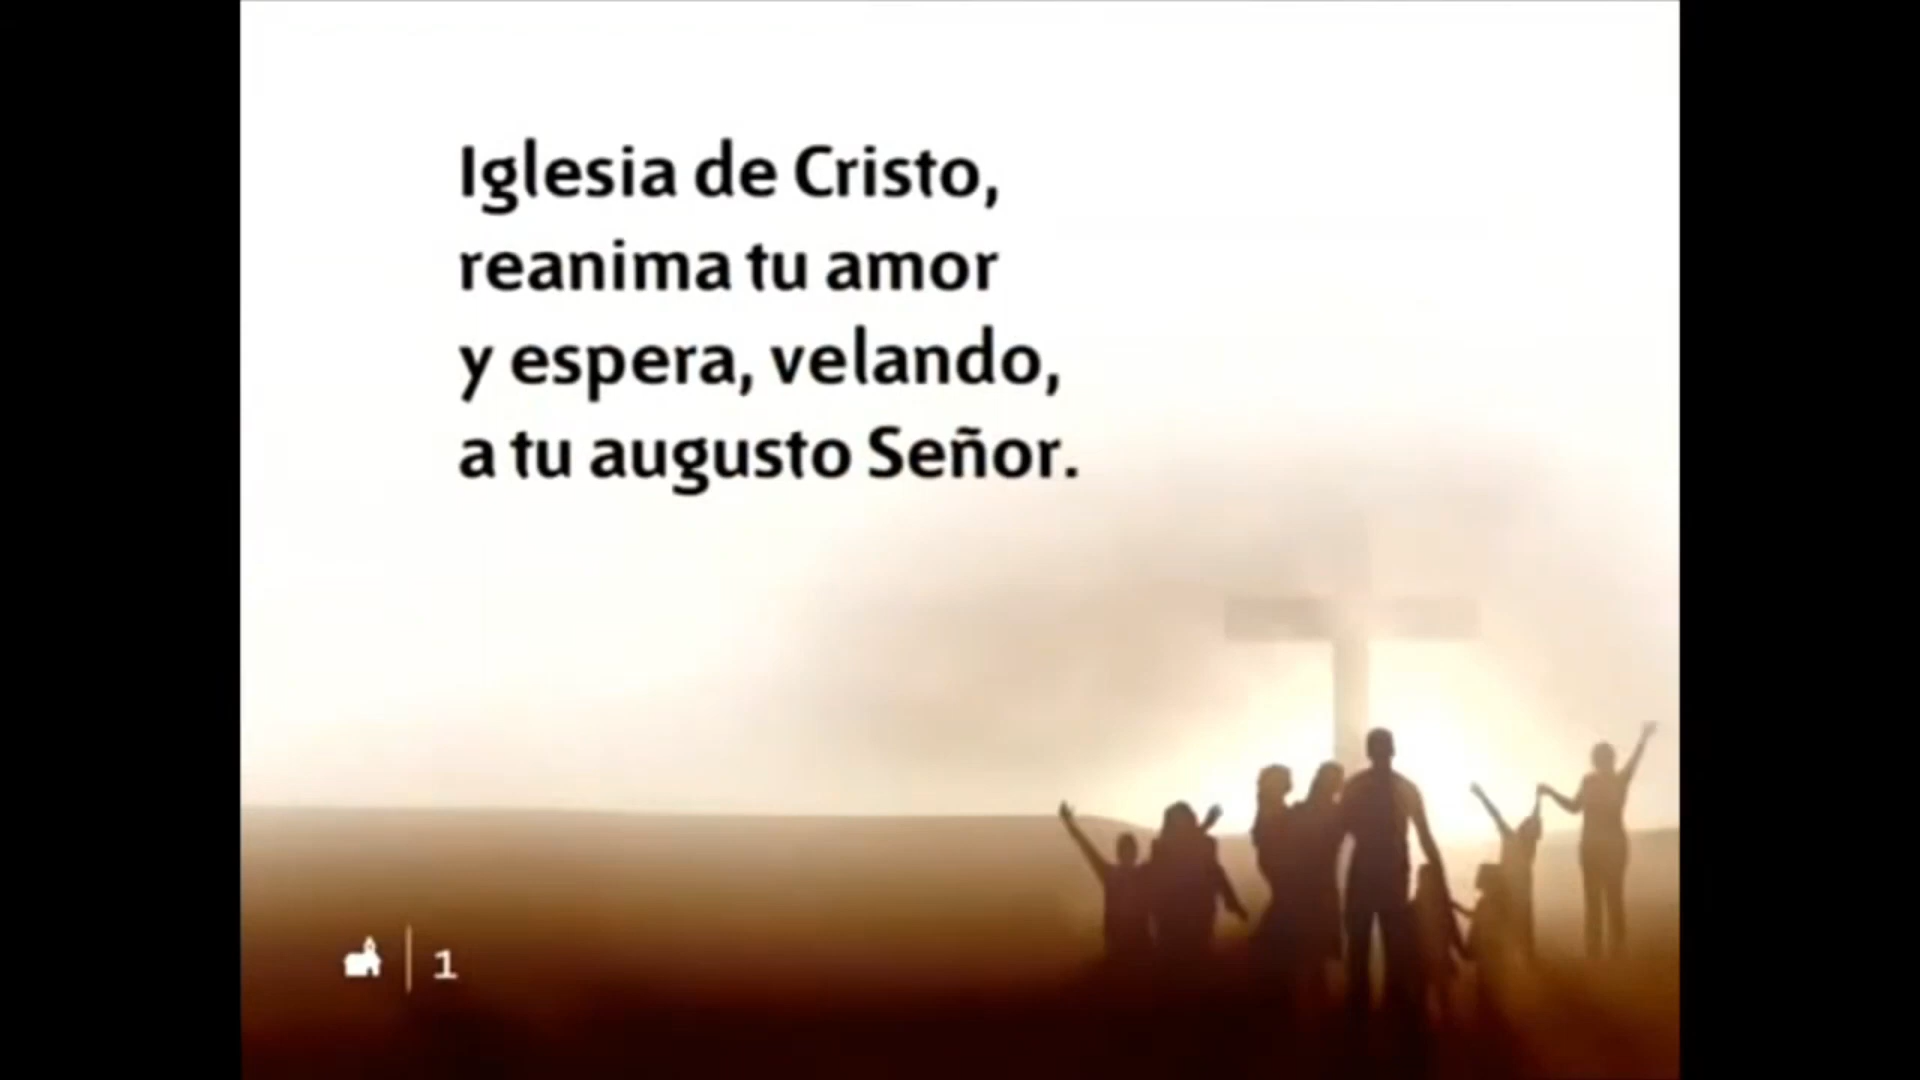 Iglesia de Cristo,
reanima tu amor
y espera, velando,
a tu augusto Señor.
1